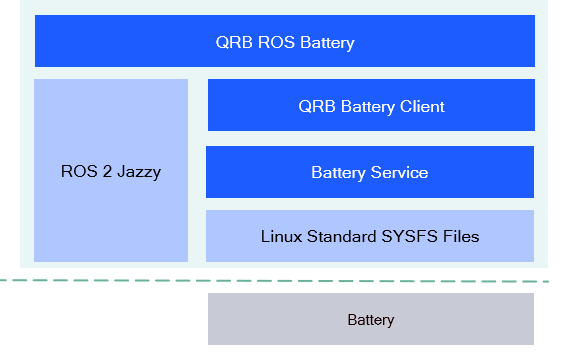 QRB ROS Battery
QRB Battery Client
ROS 2 Jazzy
Battery Service
Linux Standard SYSFS Files
Battery